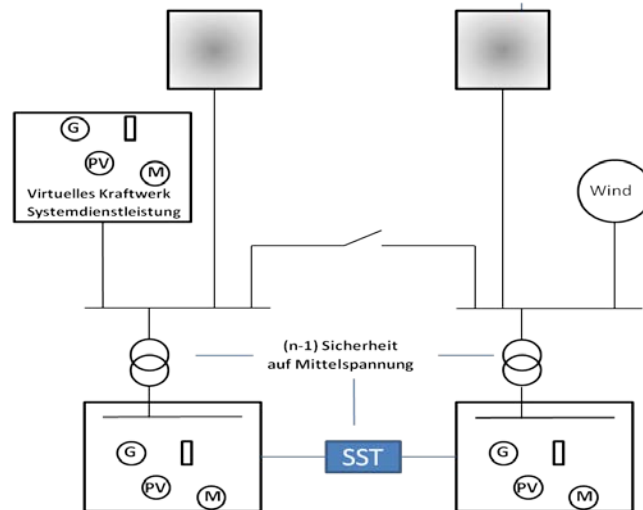 G
PV
M
Virtuelles Kraftwerk
Systemdienstleistung
Wind
(n-1) Sicherheit
auf Mittelspannung
G
PV
M
SST
G
PV
M